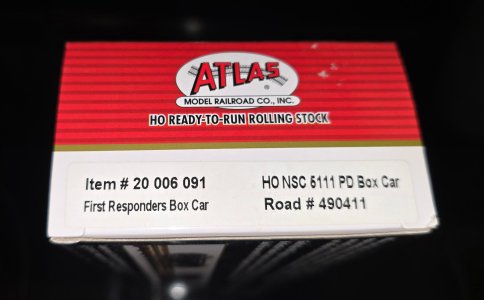 ATLAS
®
MODEL RAILROAD CO., INC.
HO READY-TO-RUN ROLLING STOCK
Item # 20 006 091
HO NSC 5111 PD Box Car
First Responders Box Car
Road # 490411